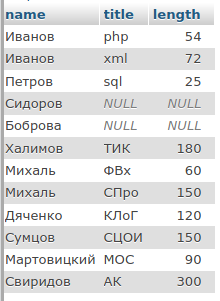 name title length
Иванов php 54
Иванов xml 72
Петров sql 25
Сидоров NULL NULL
Боброва NULL NULL
Халимов ТИК 180
Михаль ФВх 60
Михаль СПро 150
Дяченко КЛоГ 120
Сумцов СЦОИ 150
Мартовицкий МОС 90
Свиридов АК 300